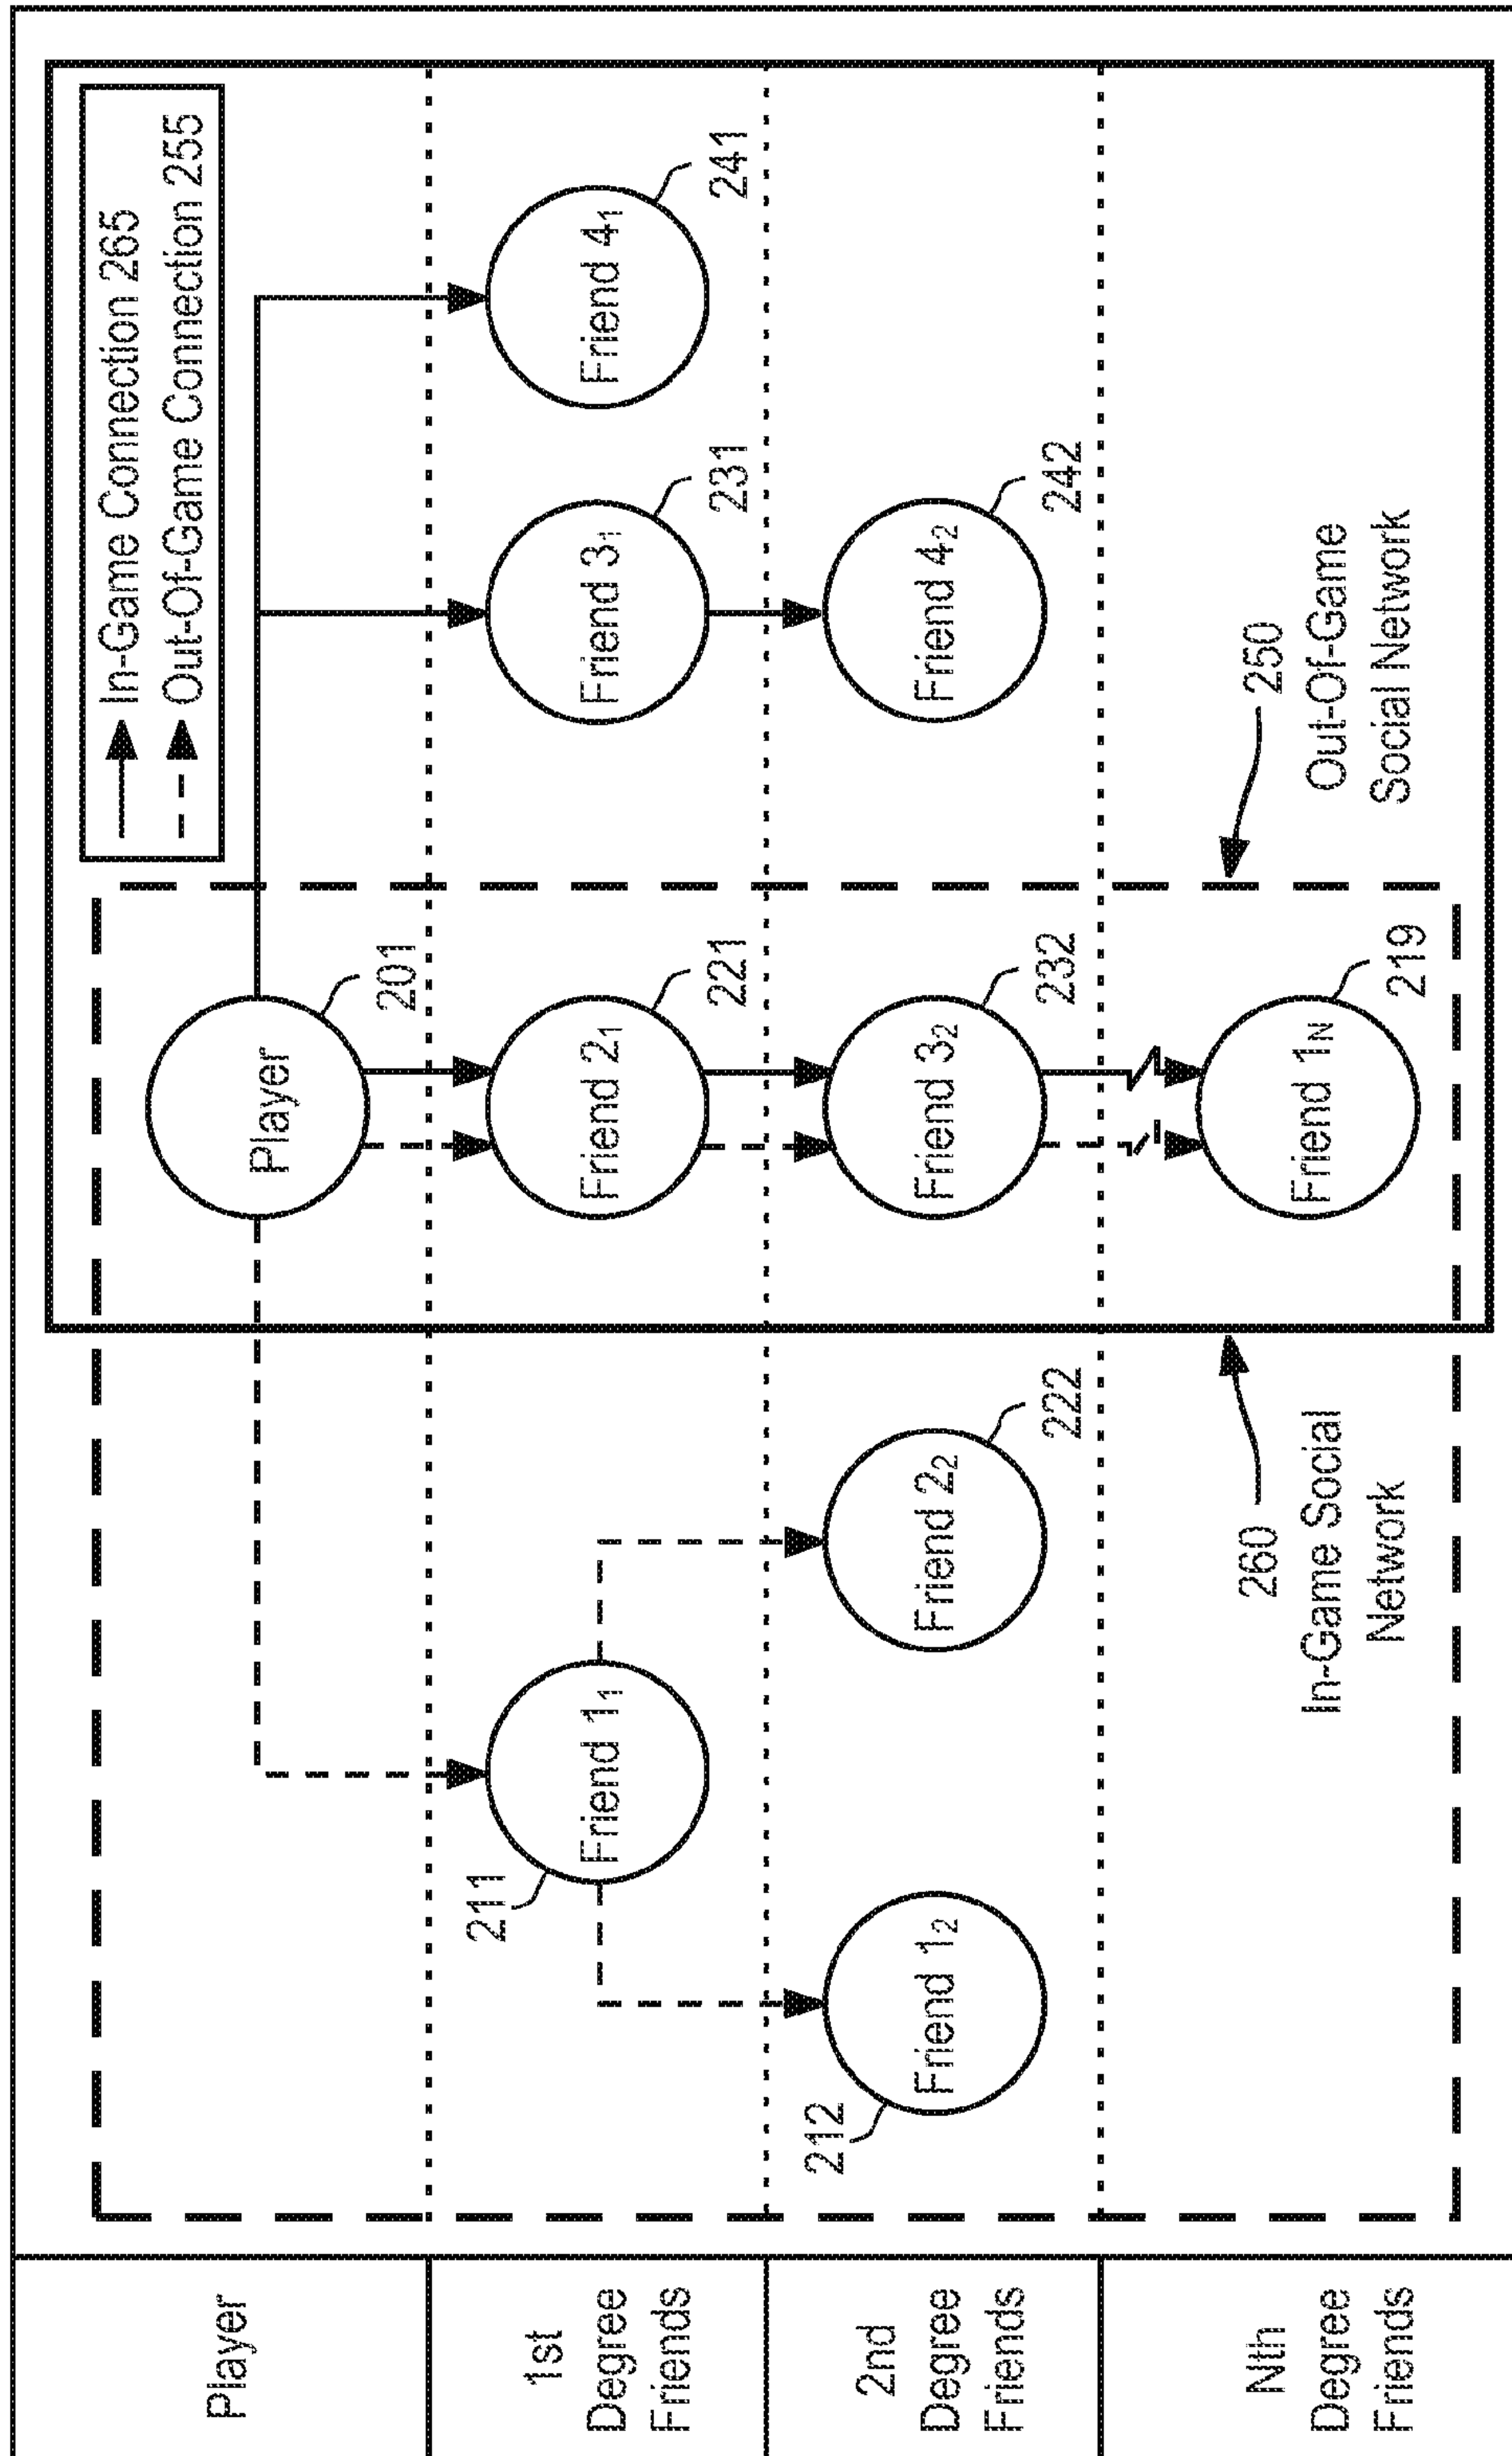 In-Game Connection 265
Out-Of-Game Connection 255
Player
Player
201
1st
Degree
Friends
211
Friend 1₁
Friend 2₁
221
Friend 3₁
231
Friend 4₁
241
2nd
Degree
Friends
212
Friend 1₂
Friend 2₂
222
Friend 3₂
232
Friend 4₂
242
Nth
Degree
Friends
260
In-Game Social
Network
Friend 1N
219
250
Out-Of-Game
Social Network